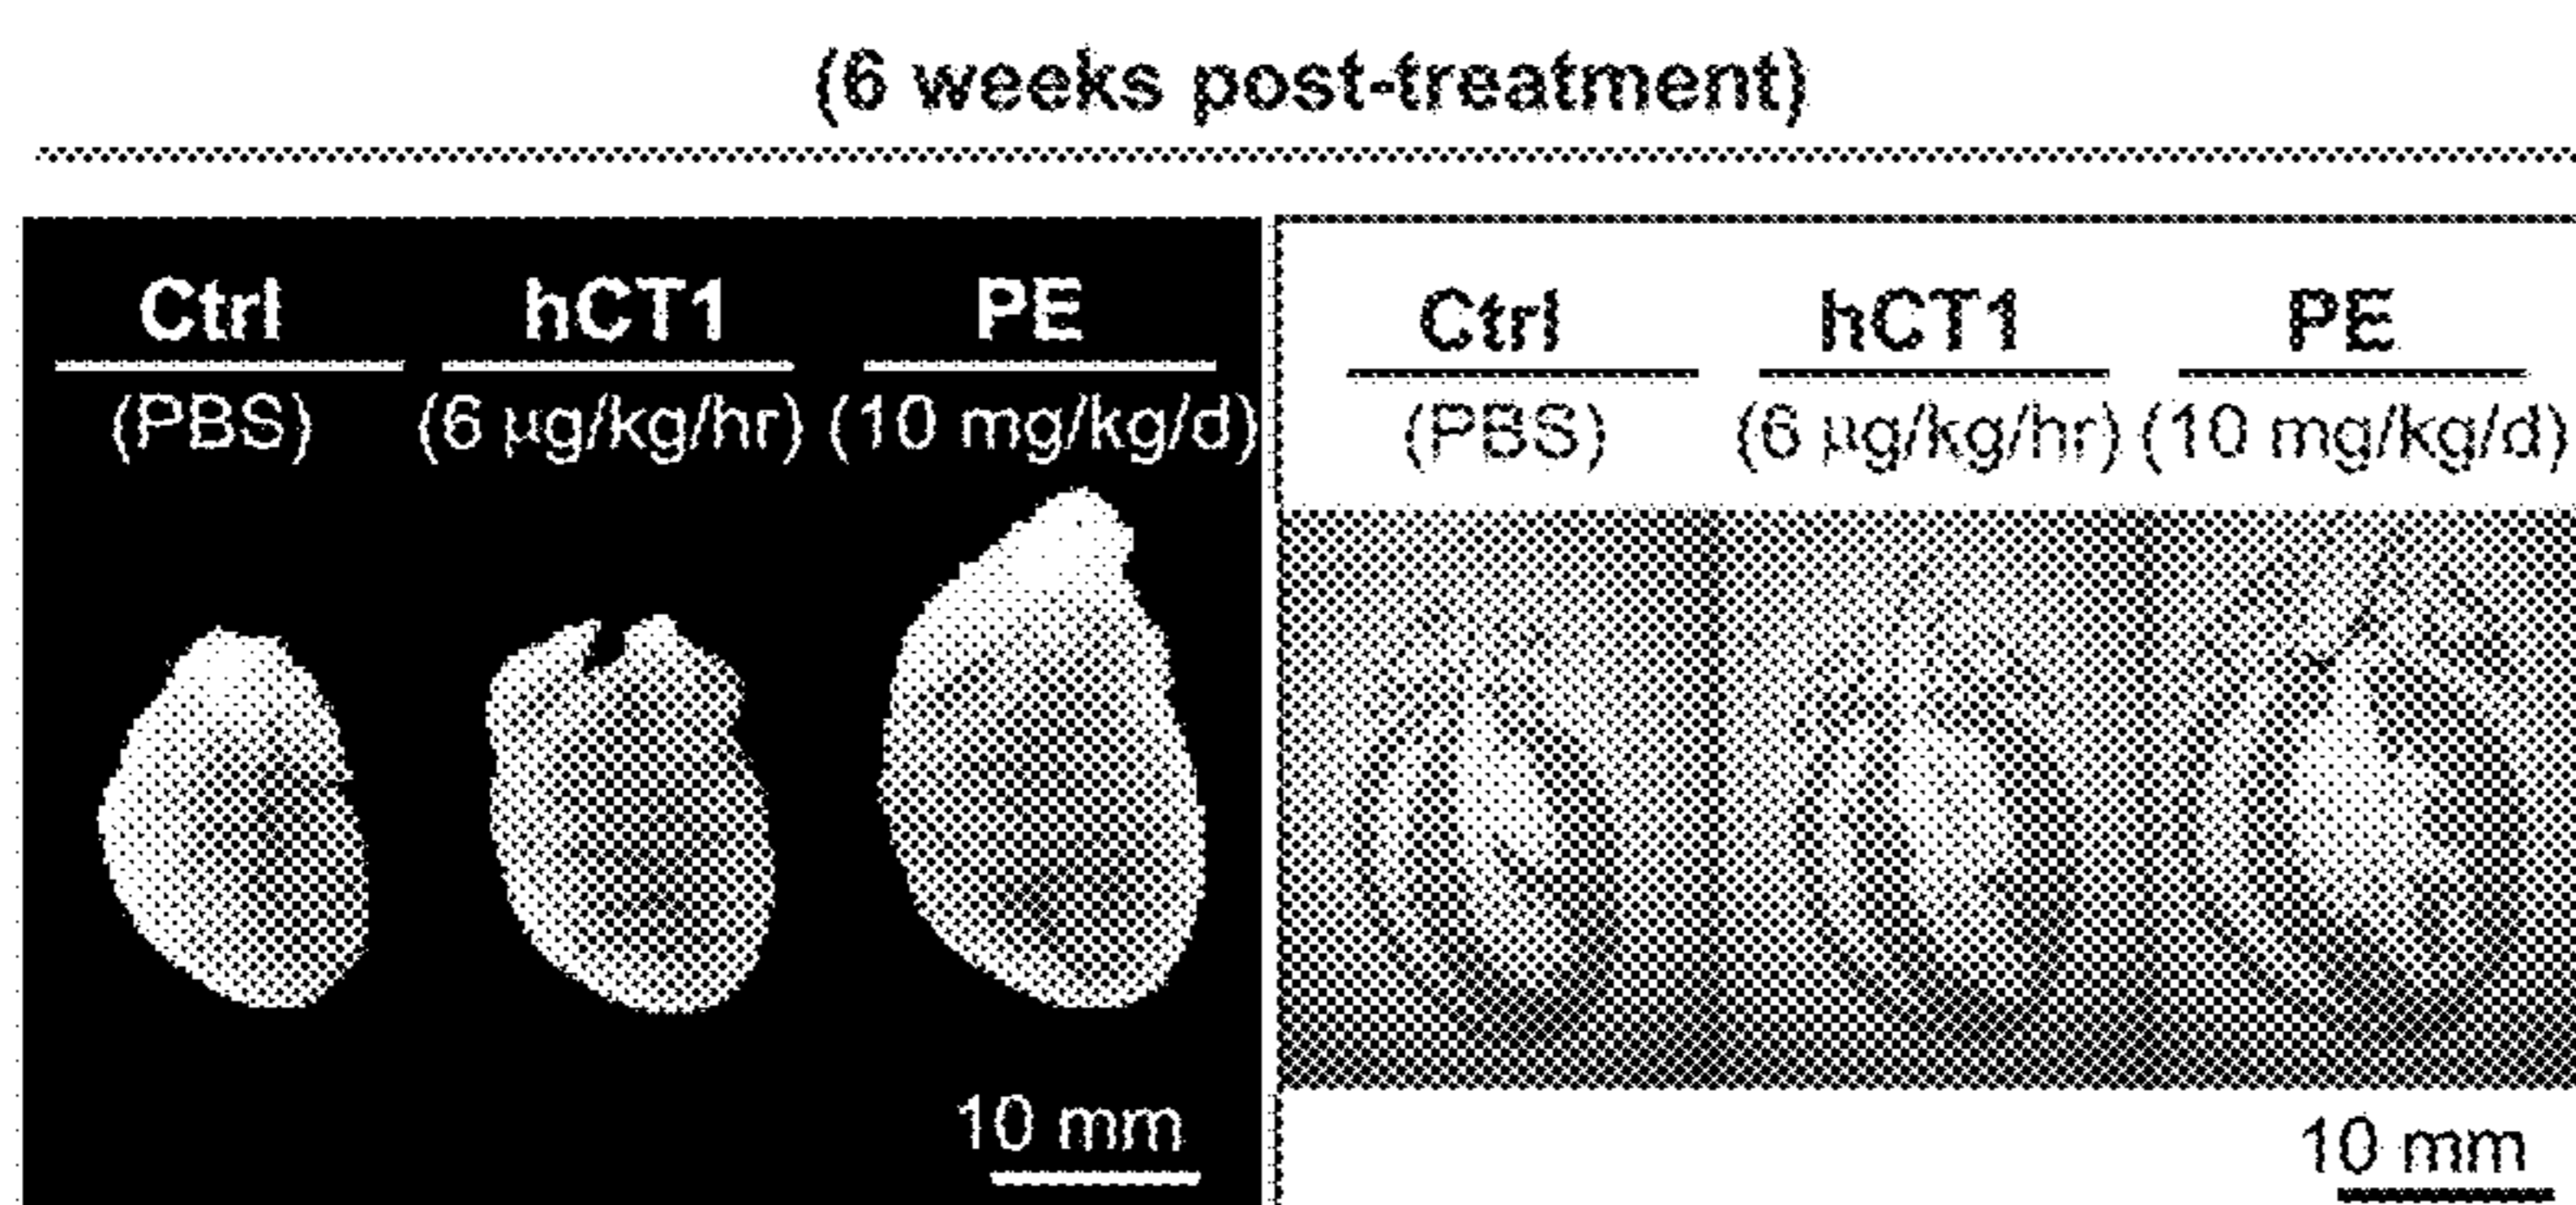 (6 weeks post-treatment)
Ctrl hCT1 PE
(PBS) (6 µg/kg/hr) (10 mg/kg/d)
10 mm
Ctrl hCT1 PE
(PBS) (6 µg/kg/hr) (10 mg/kg/d)
10 mm